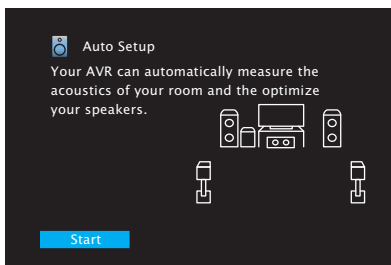 Auto Setup
Your AVR can automatically measure the
acoustics of your room and the optimize
your speakers.
Start